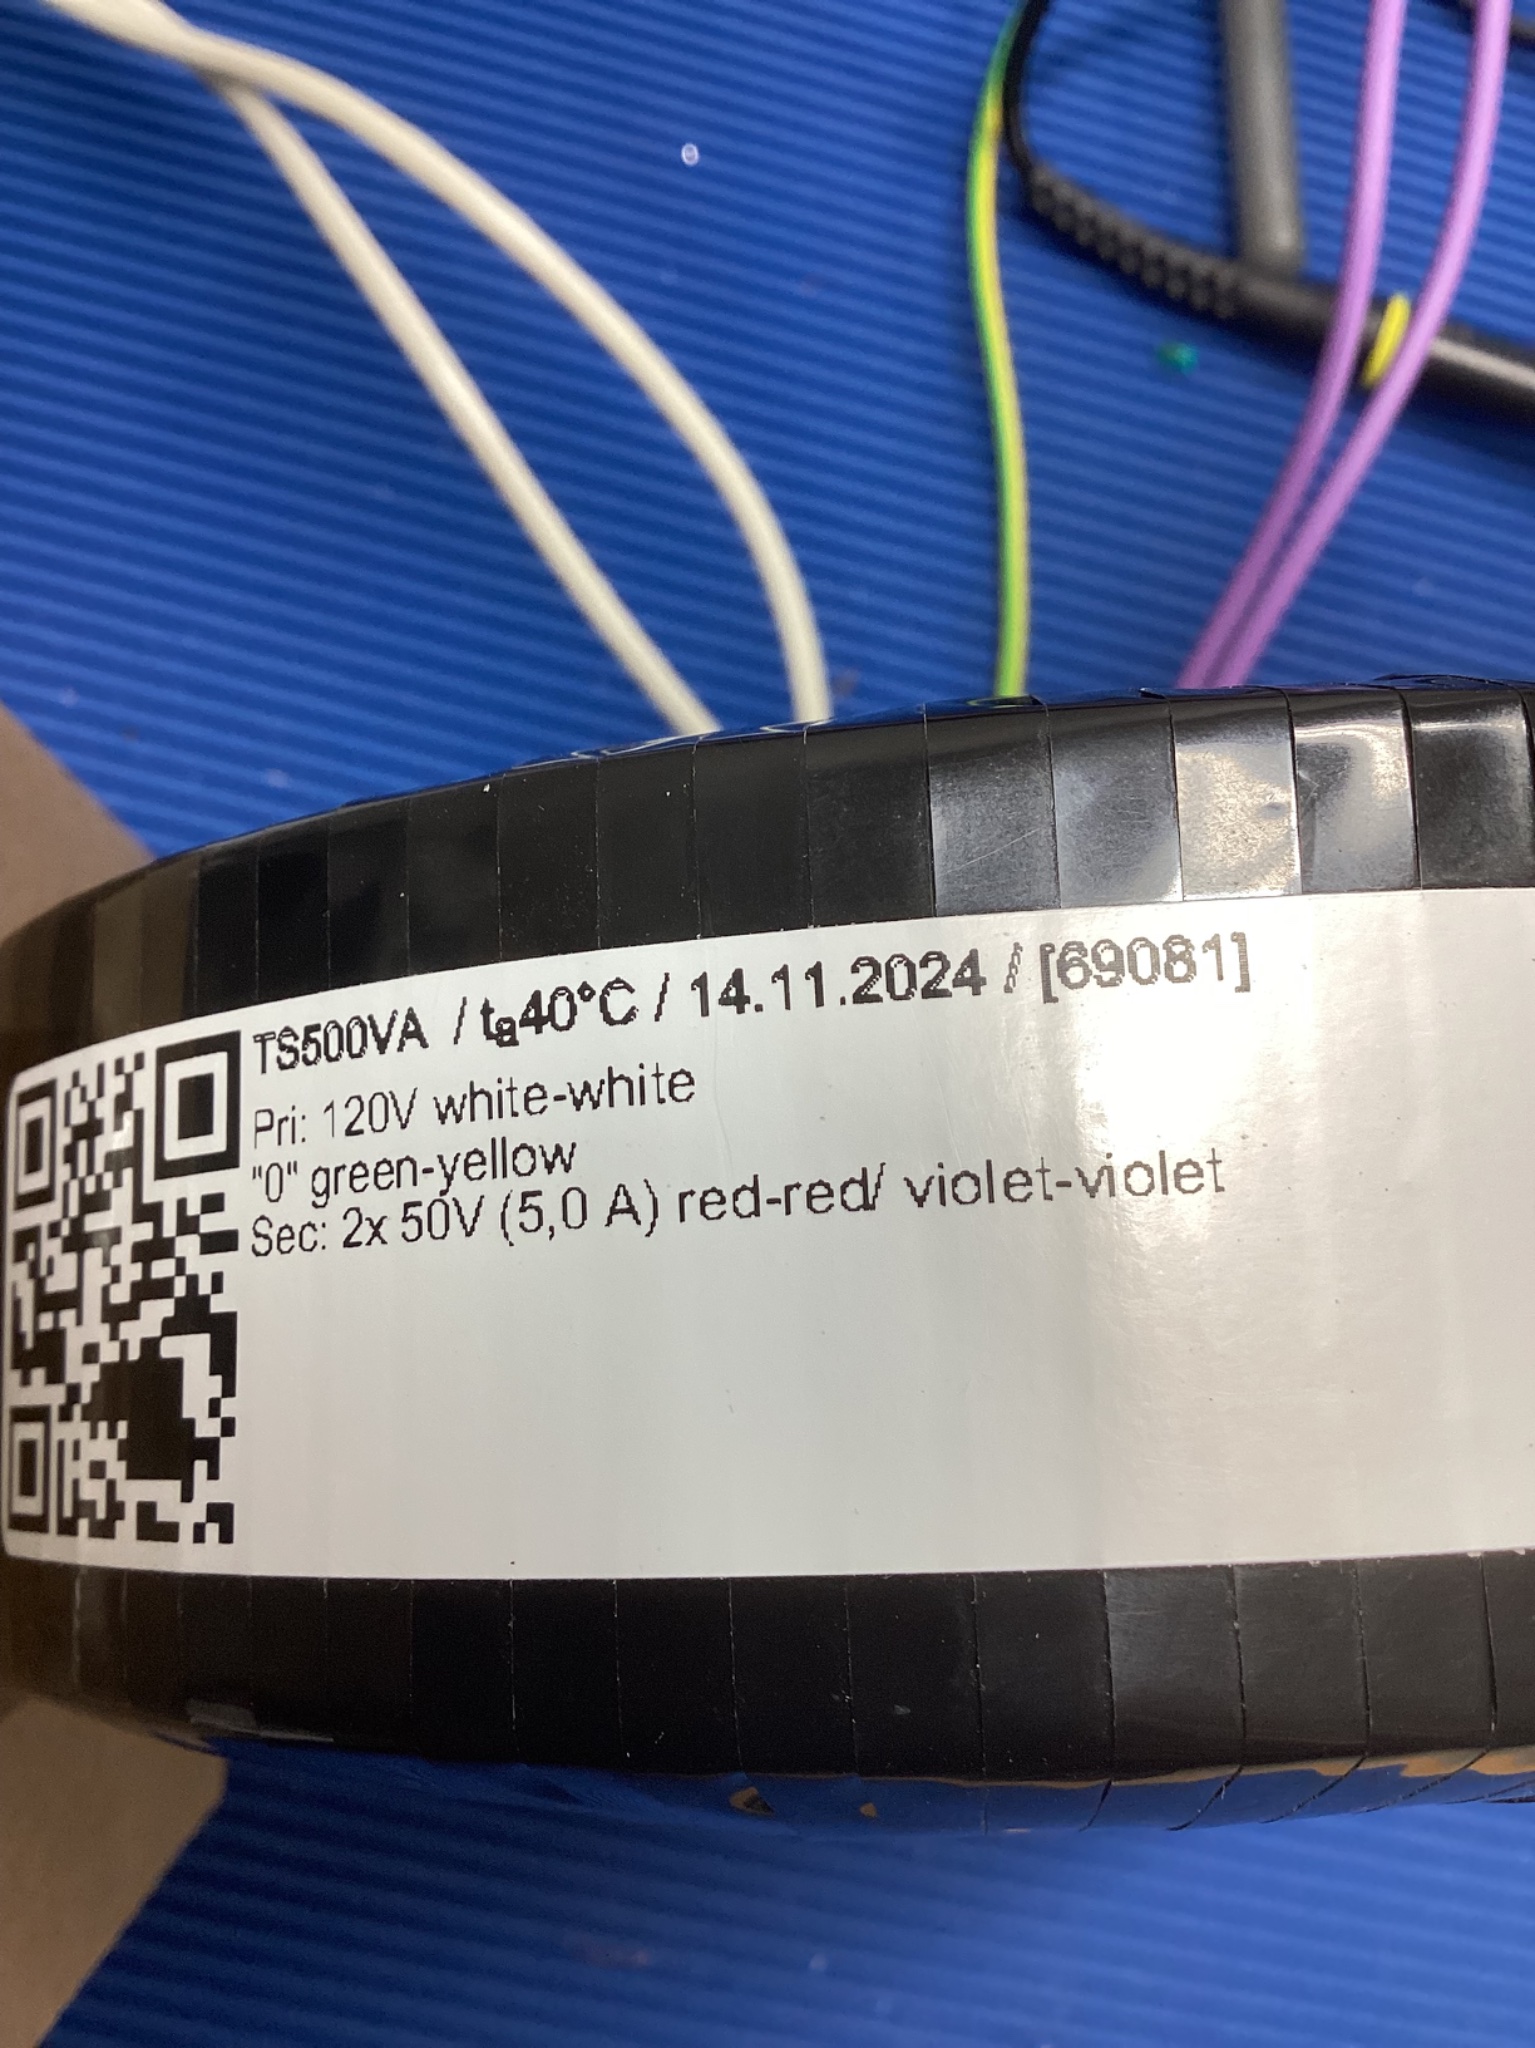 TS500VA / ta40°C / 14.11.2024 / [69081]
Pri: 120V white-white
"0" green-yellow
Sec: 2x 50V (5,0 A) red-red/ violet-violet